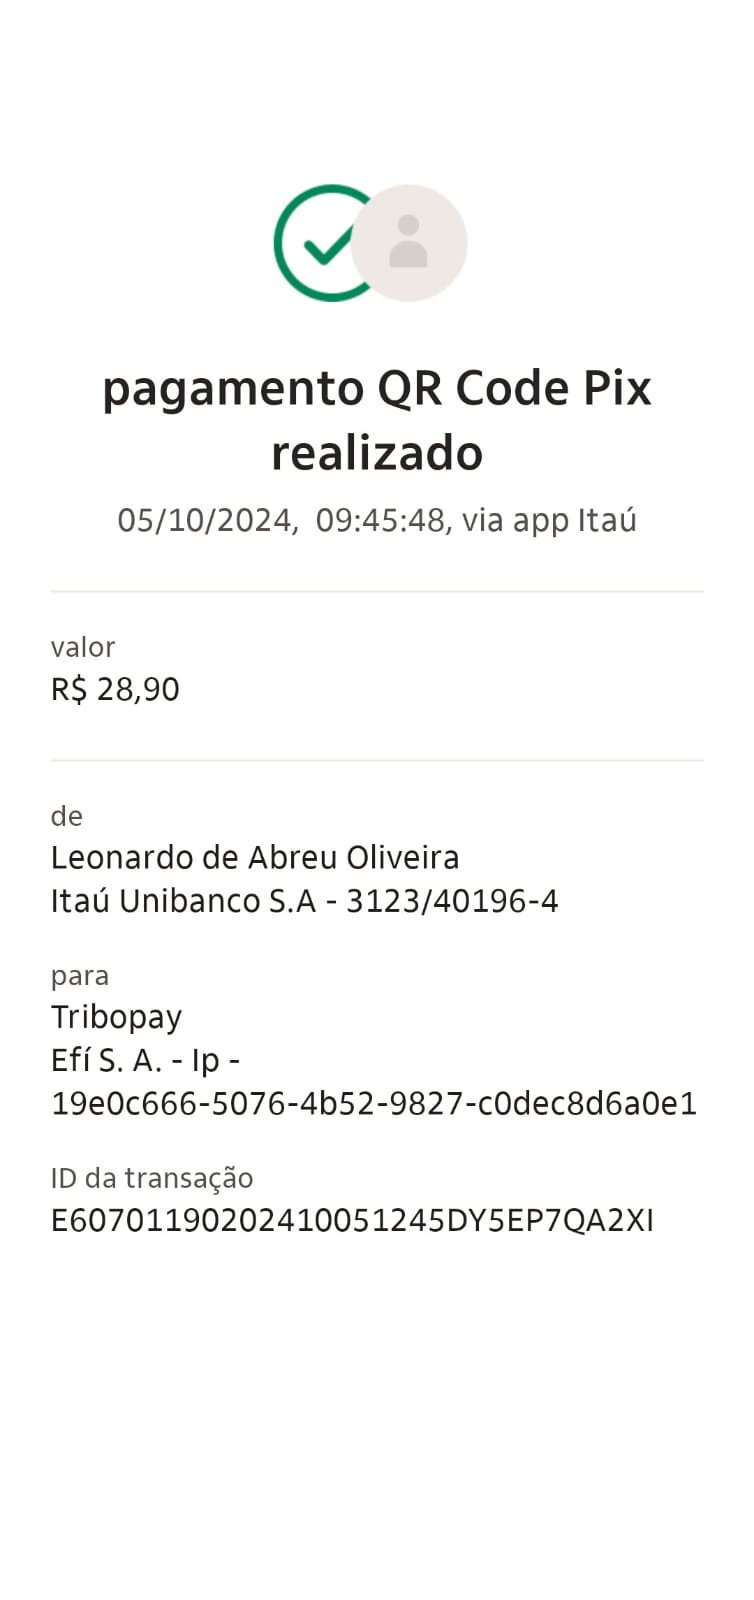 pagamento QR Code Pix
realizado
05/10/2024, 09:45:48, via app Itaú
valor
R$ 28,90
de
Leonardo de Abreu Oliveira
Itaú Unibanco S.A - 3123/40196-4
para
Tribopay
Efí S. A. - Ip -
19e0c666-5076-4b52-9827-c0dec8d6a0e1
ID da transação
E60701190202410051245DY5EP7QA2XI